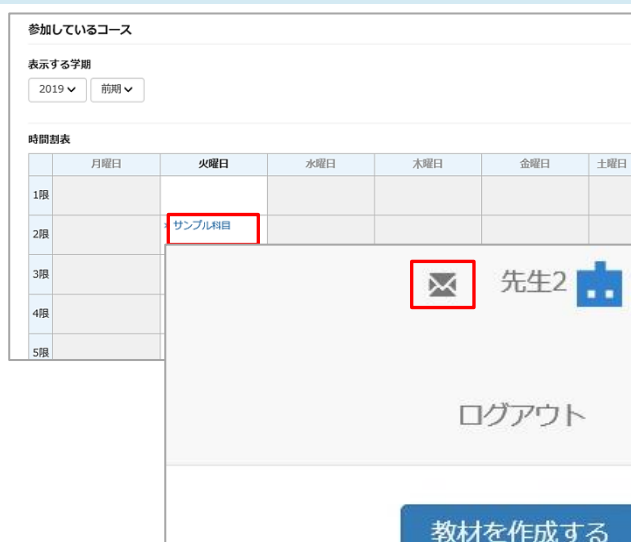 参加しているコース
表示する学期
2019 前期
時間割表
月曜日 火曜日 水曜日 木曜日 金曜日 土曜日
1限
2限 サンプル科目
3限
4限
5限
先生2
ログアウト
教材を作成する